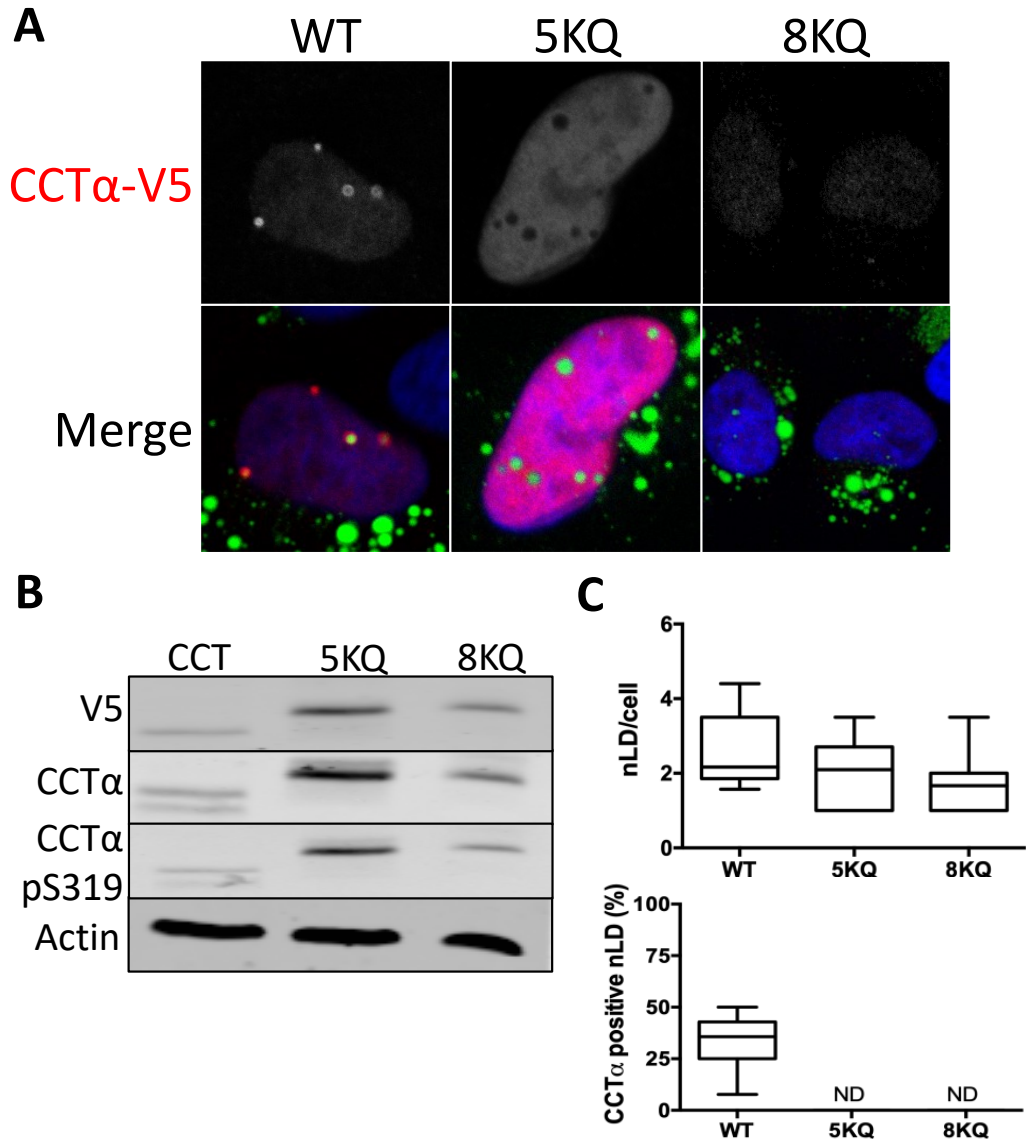 A
WT 5KQ 8KQ
CCTα-V5
Merge
B
CCT 5KQ 8KQ
V5
CCTα
CCTα
pS319
Actin
C
nLD/cell
6
4
2
0
WT 5KQ 8KQ
CCTα positive nLD (%)
100
75
50
25
0
ND ND
WT 5KQ 8KQ